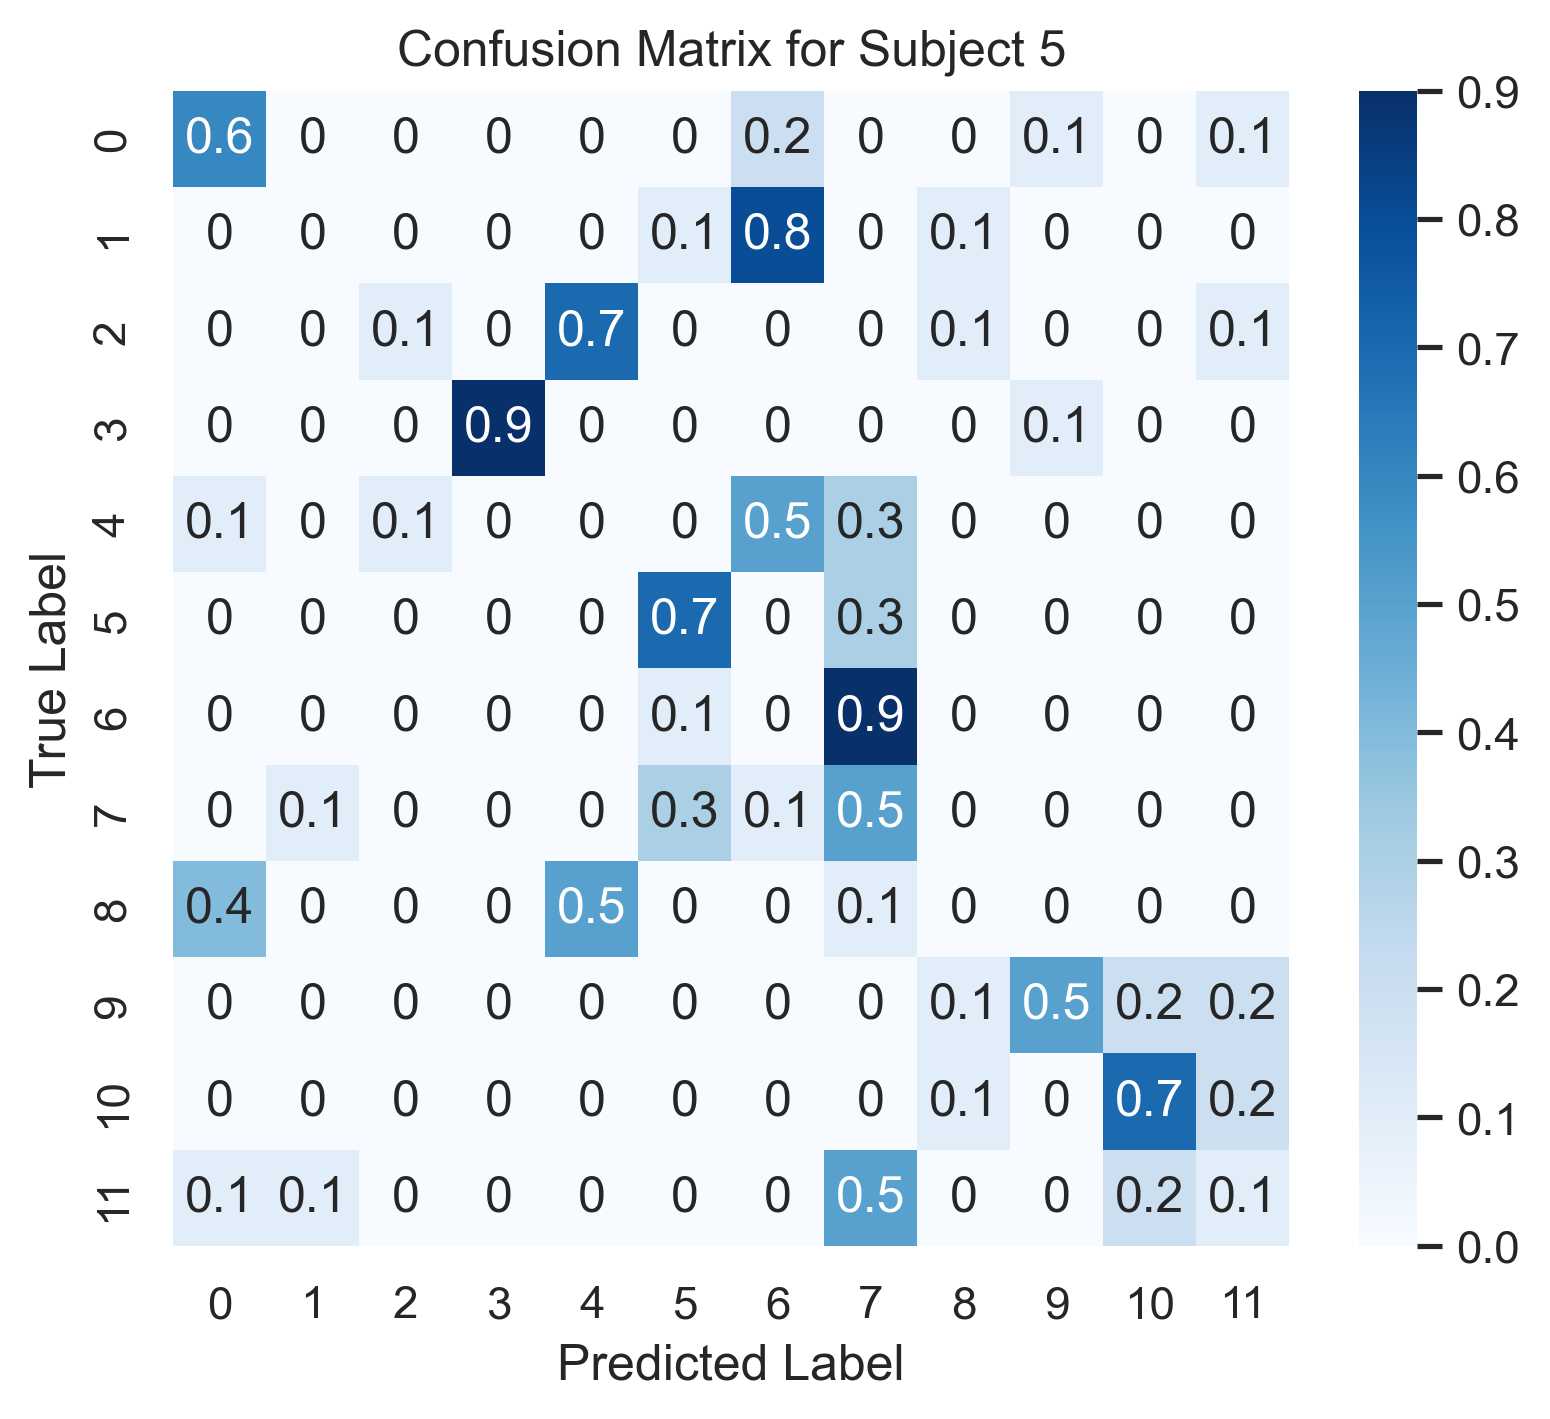 Confusion Matrix for Subject 5
True Label
0 0.6 0 0 0 0 0 0.2 0 0 0.1 0 0.1
1 0 0 0 0 0 0.1 0.8 0 0.1 0 0 0
2 0 0 0.1 0 0.7 0 0 0 0.1 0 0 0.1
3 0 0 0 0.9 0 0 0 0 0 0.1 0 0
4 0.1 0 0.1 0 0 0 0.5 0.3 0 0 0 0
5 0 0 0 0 0 0.7 0 0.3 0 0 0 0
6 0 0 0 0 0 0.1 0 0.9 0 0 0 0
7 0 0.1 0 0 0 0.3 0.1 0.5 0 0 0 0
8 0.4 0 0 0 0.5 0 0 0.1 0 0 0 0
9 0 0 0 0 0 0 0 0 0.1 0.5 0.2 0.2
10 0 0 0 0 0 0 0 0 0.1 0 0.7 0.2
11 0.1 0.1 0 0 0 0 0 0.5 0 0 0.2 0.1
0 1 2 3 4 5 6 7 8 9 10 11
Predicted Label
0.9
0.8
0.7
0.6
0.5
0.4
0.3
0.2
0.1
0.0